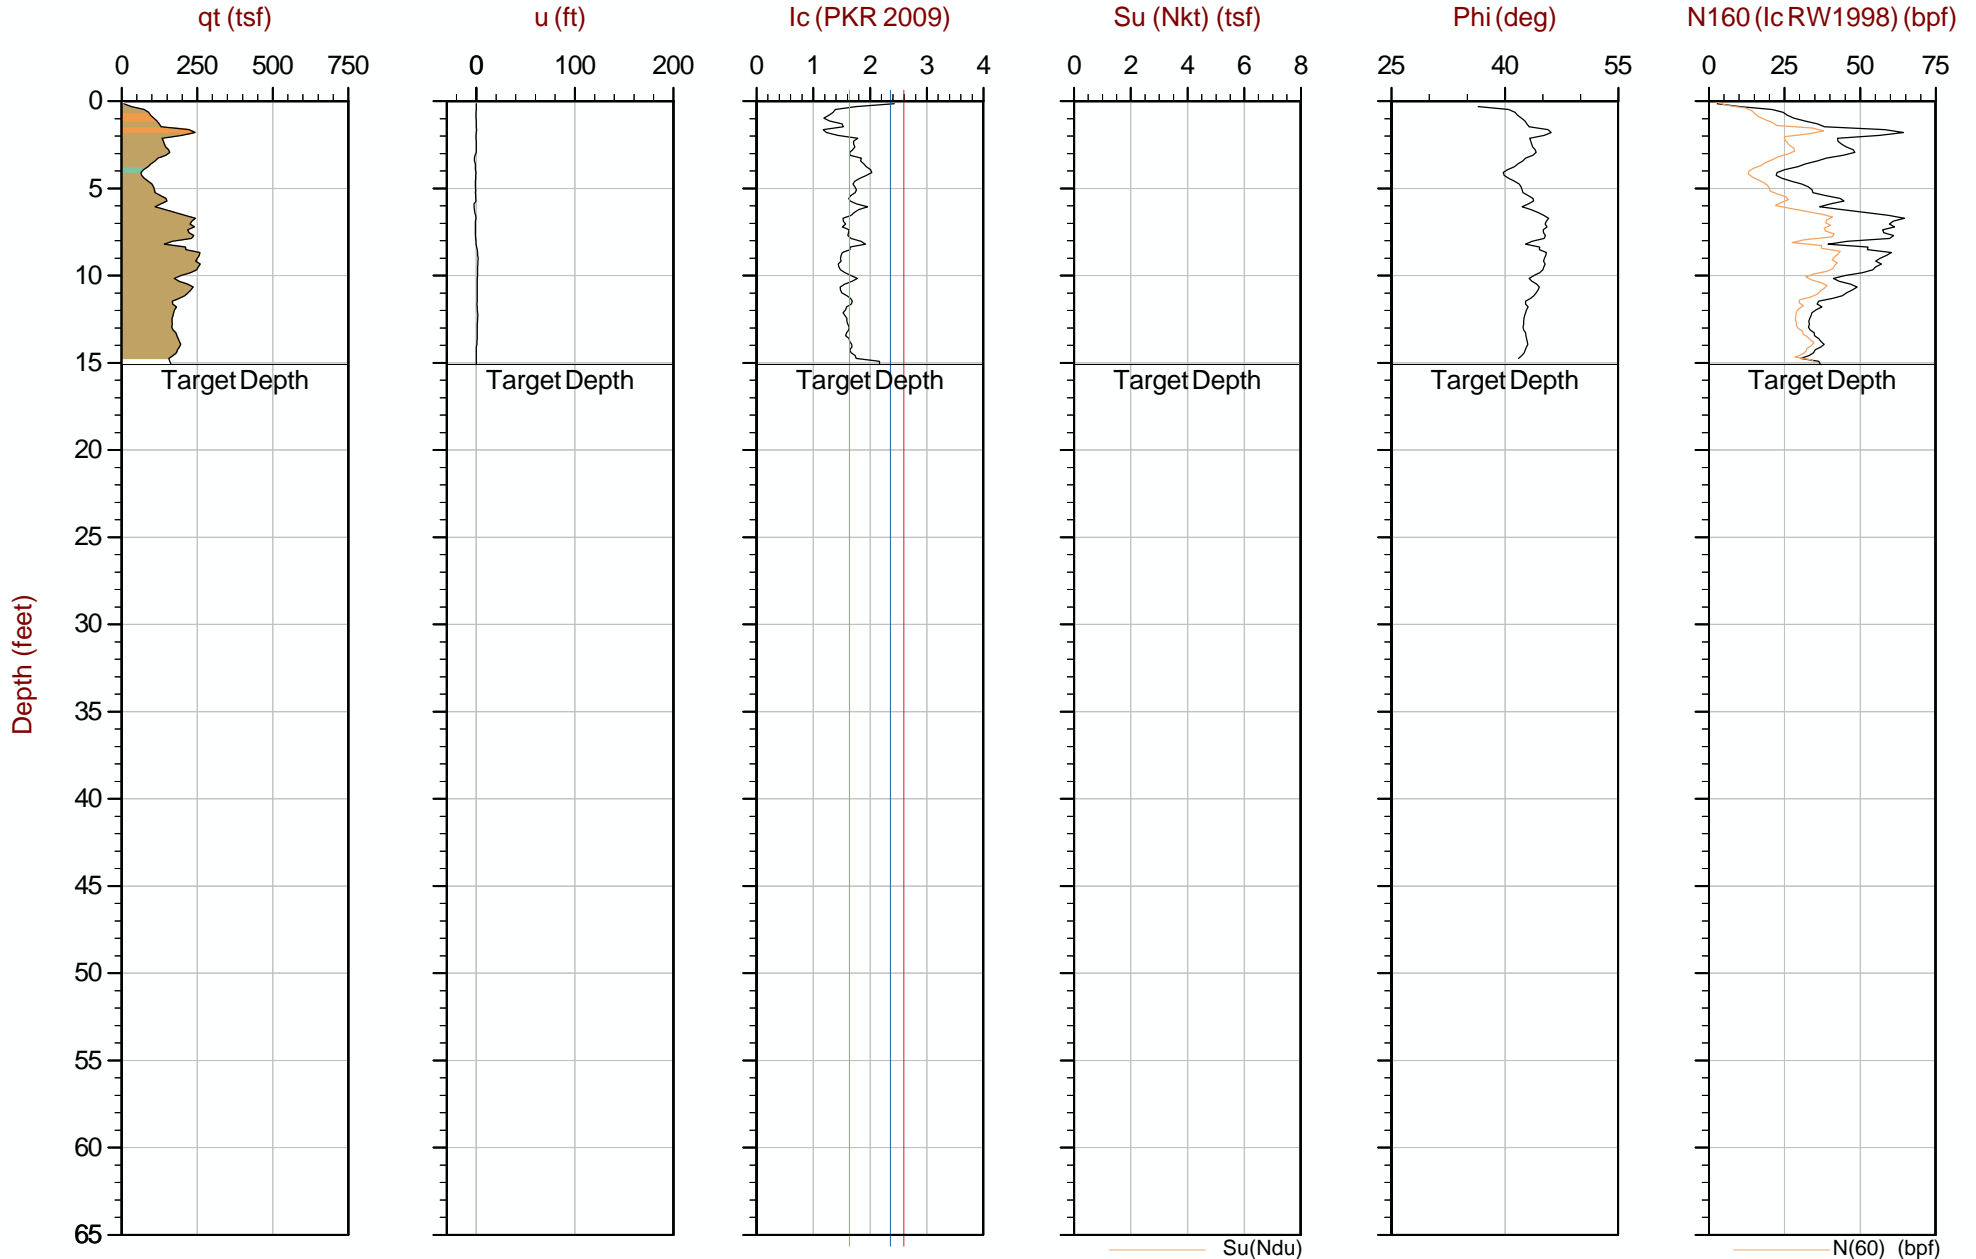 qt (tsf) u (ft) Ic (PKR 2009) Su (Nkt) (tsf) Phi (deg) N160 (Ic RW1998) (bpf)
0 250 500 750 0 100 200 0 1 2 3 4 0 2 4 6 8 25 40 55 0 25 50 75
0
5
10
15
Target Depth Target Depth Target Depth Target Depth Target Depth Target Depth
20
25
30
35
40
45
50
55
60
65
Depth (feet)
Su(Ndu) N(60) (bpf)